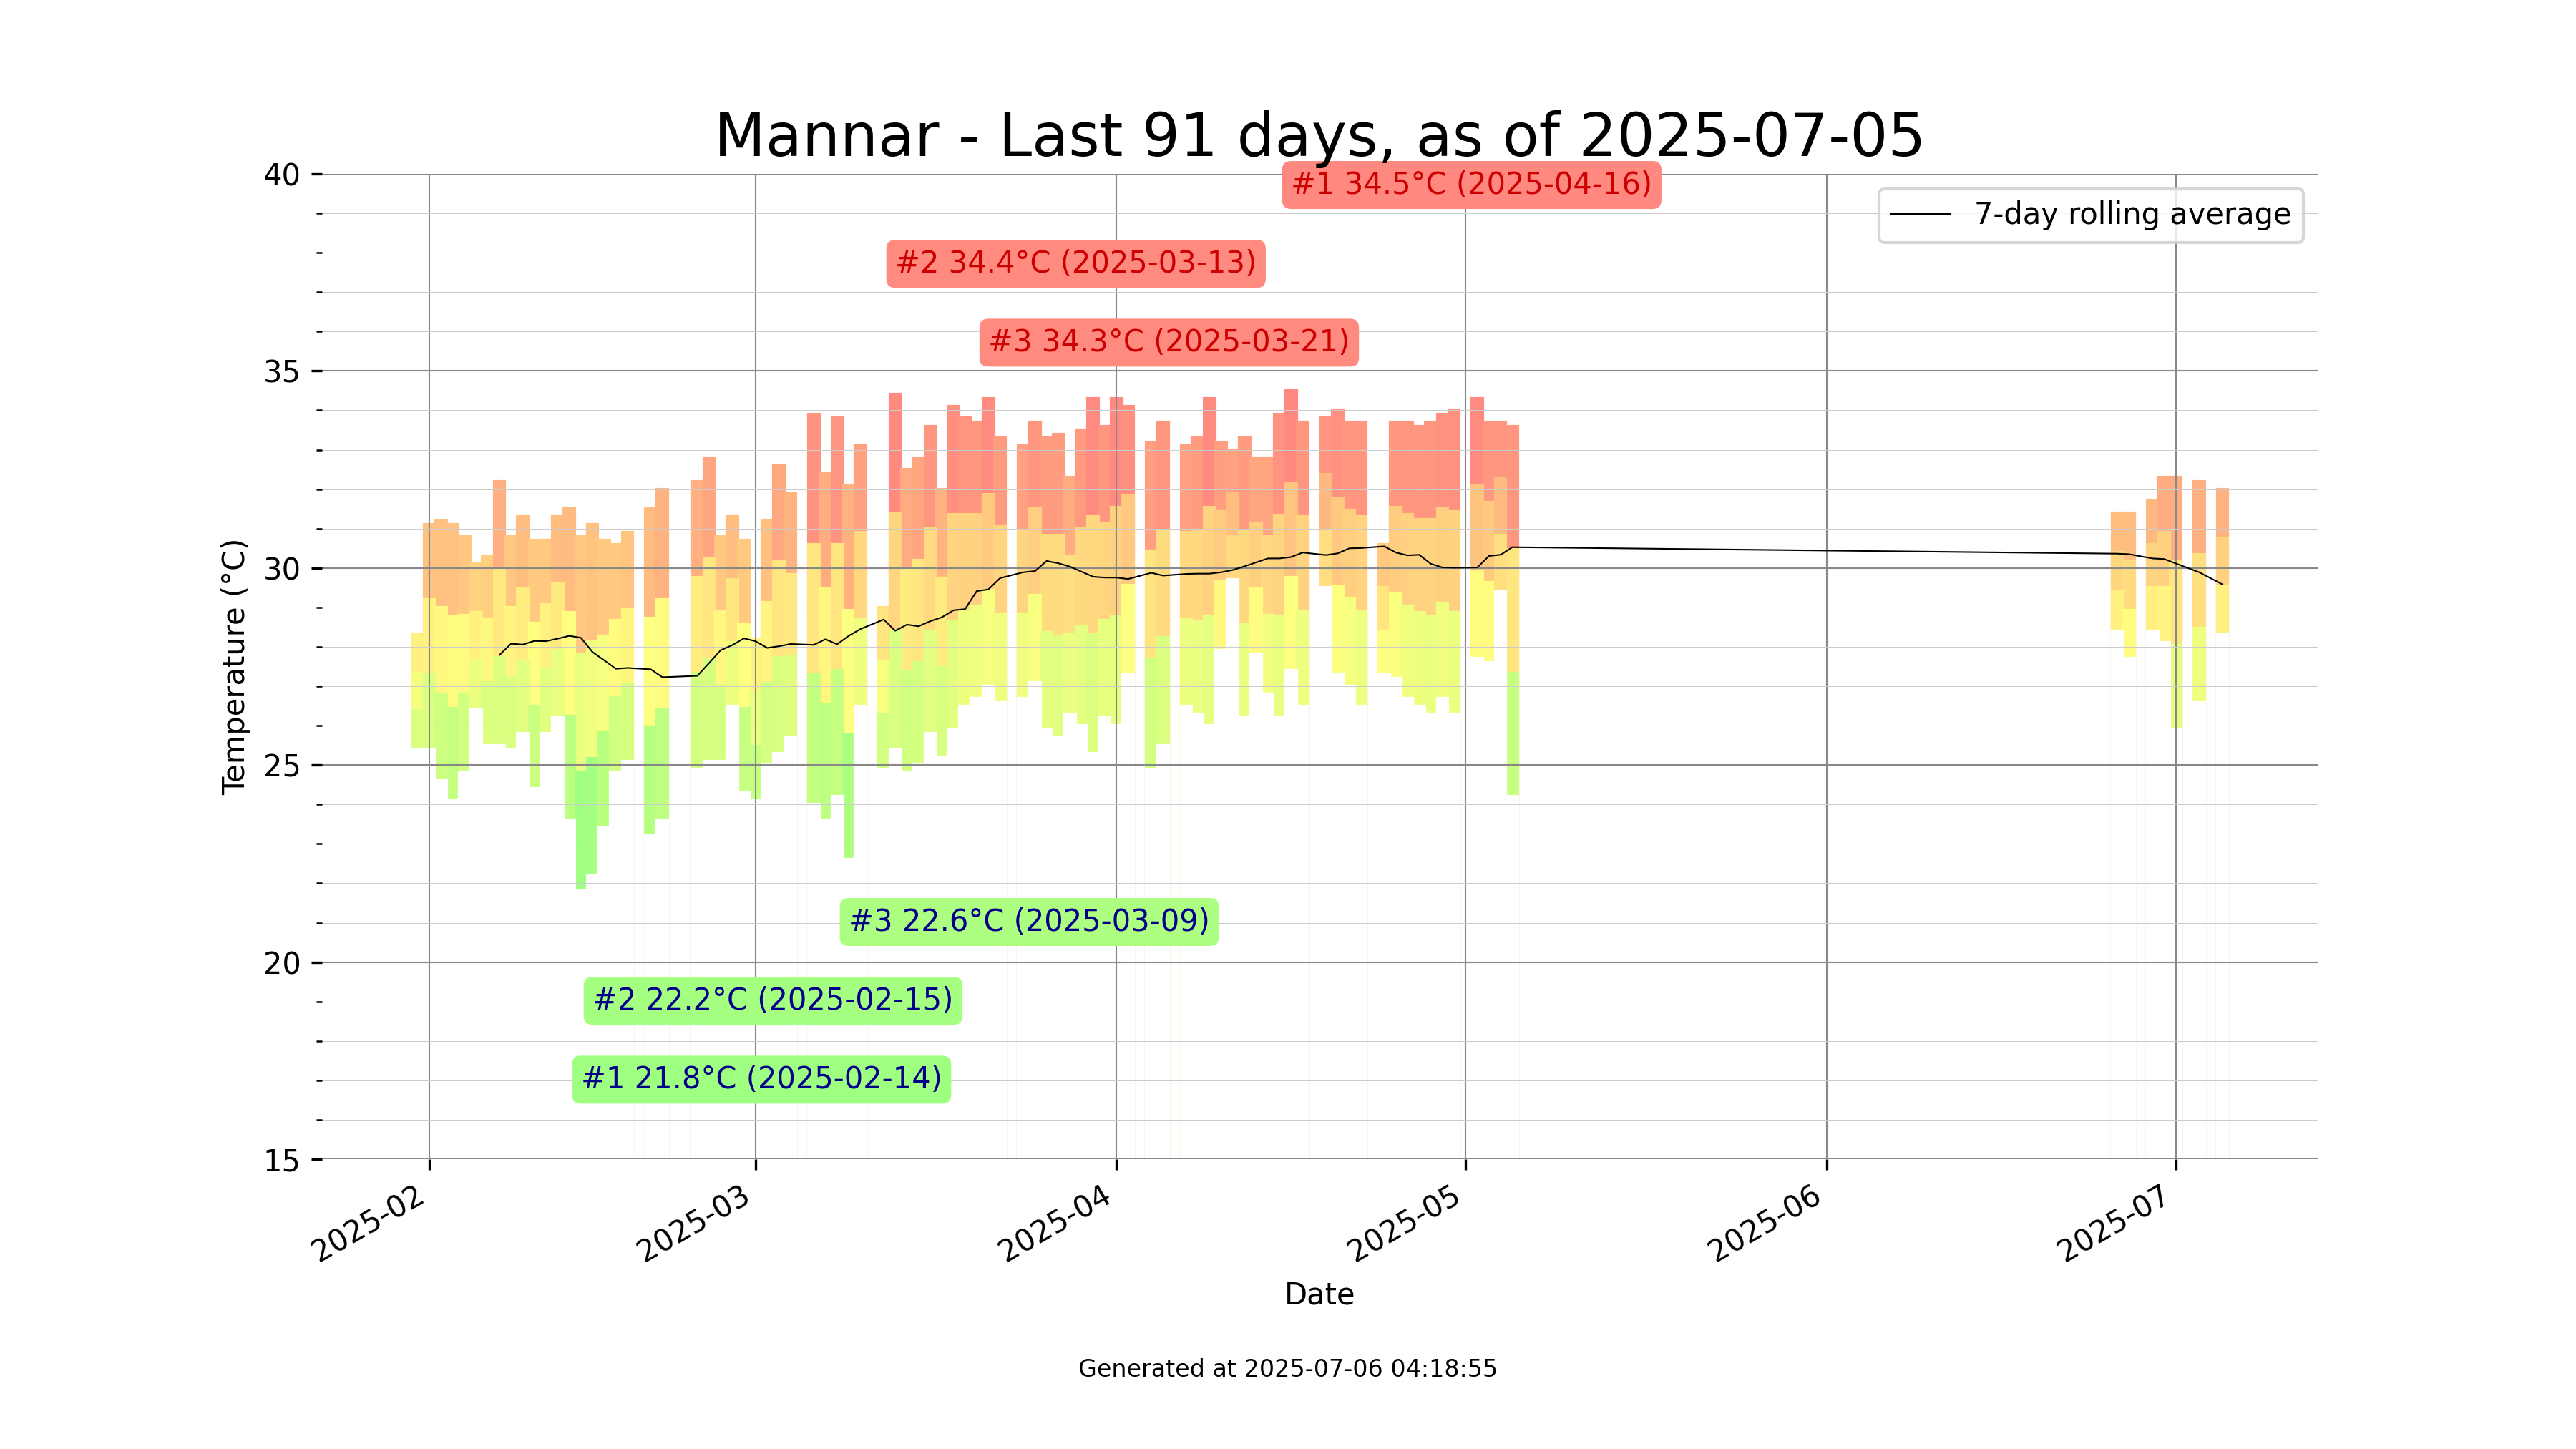 Mannar - Last 91 days, as of 2025-07-05
#1 34.5°C (2025-04-16)
7-day rolling average
#2 34.4°C (2025-03-13)
#3 34.3°C (2025-03-21)
#3 22.6°C (2025-03-09)
#2 22.2°C (2025-02-15)
#1 21.8°C (2025-02-14)
Temperature (°C)
40
35
30
25
20
15
2025-02
2025-03
2025-04
2025-05
2025-06
2025-07
Date
Generated at 2025-07-06 04:18:55